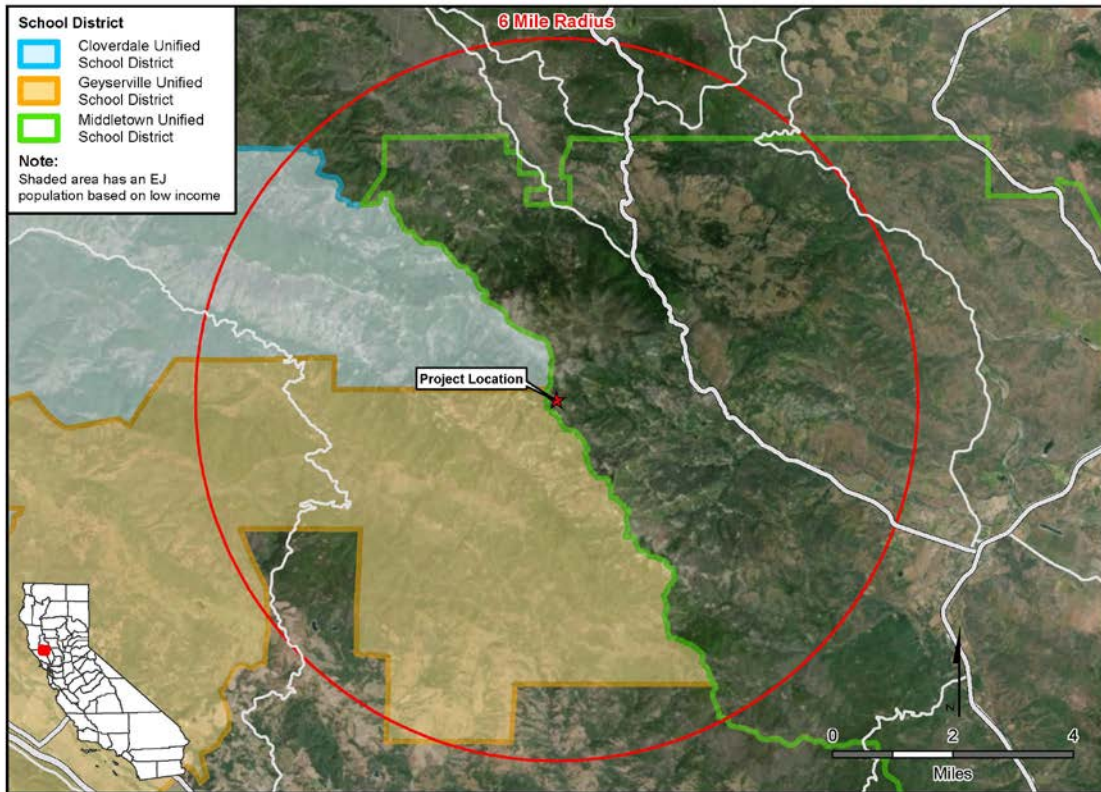 School District
Cloverdale Unified
School District
Geyserville Unified
School District
Middletown Unified
School District
Note:
Shaded area has an EJ
population based on low income
6 Mile Radius
Project Location
N
0 2 4
Miles